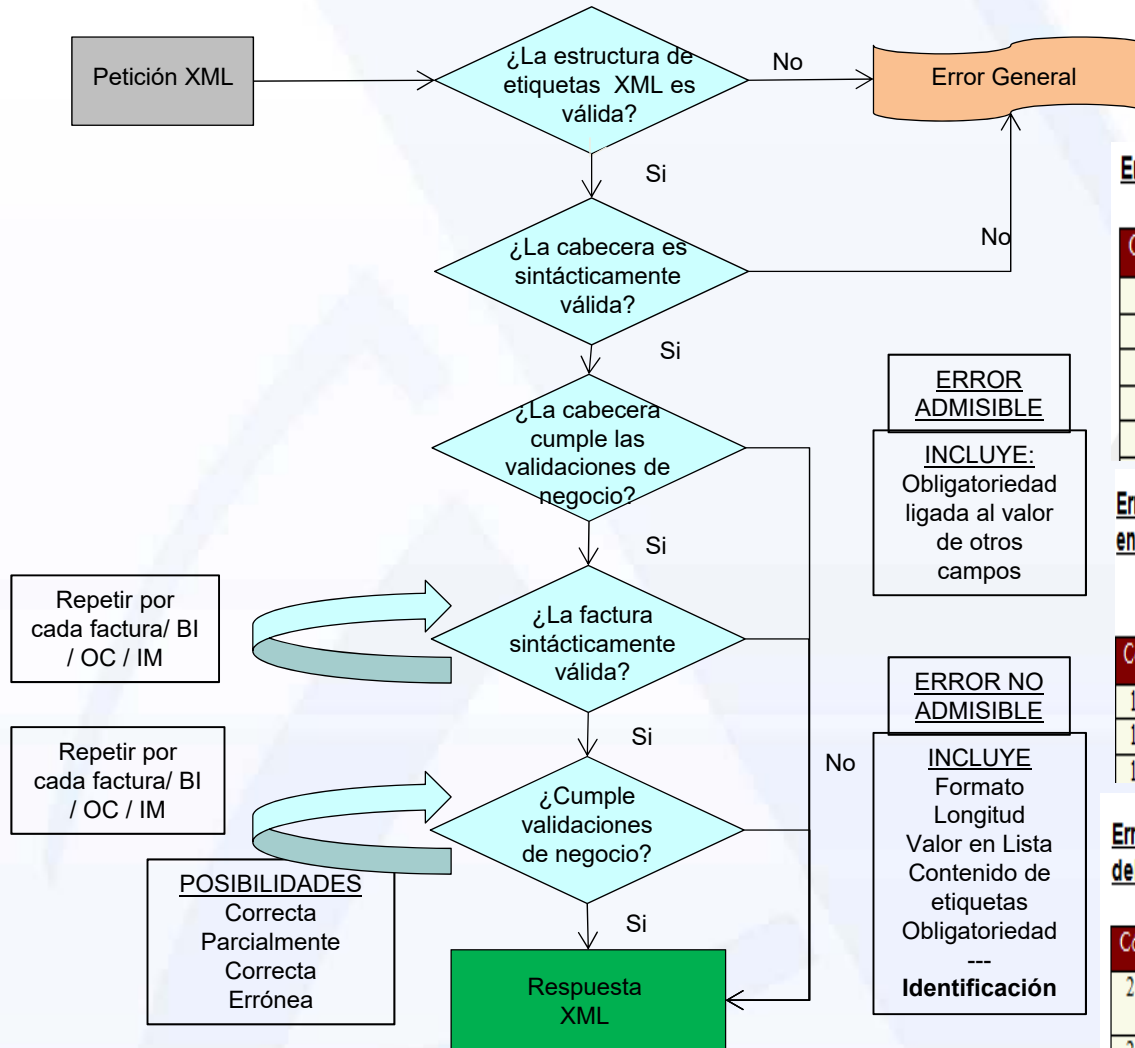 Petición XML
¿La estructura de
etiquetas XML es
válida?
No
Error General
Si
¿La cabecera es
sintácticamente
válida?
No
Si
¿La cabecera
cumple las
validaciones de
negocio?
Si
ERROR
ADMISIBLE
INCLUYE:
Obligatoriedad
ligada al valor
de otros
campos
Repetir por
cada factura/ BI
/ OC / IM
¿La factura
sintácticamente
válida?
Si
No
ERROR NO
ADMISIBLE
INCLUYE
Formato
Longitud
Valor en Lista
Contenido de
etiquetas
Obligatoriedad
---
Identificación
Repetir por
cada factura/ BI
/ OC / IM
¿Cumple
validaciones
de negocio?
POSIBILIDADES
Correcta
Parcialmente
Correcta
Errónea
Si
Respuesta
XML